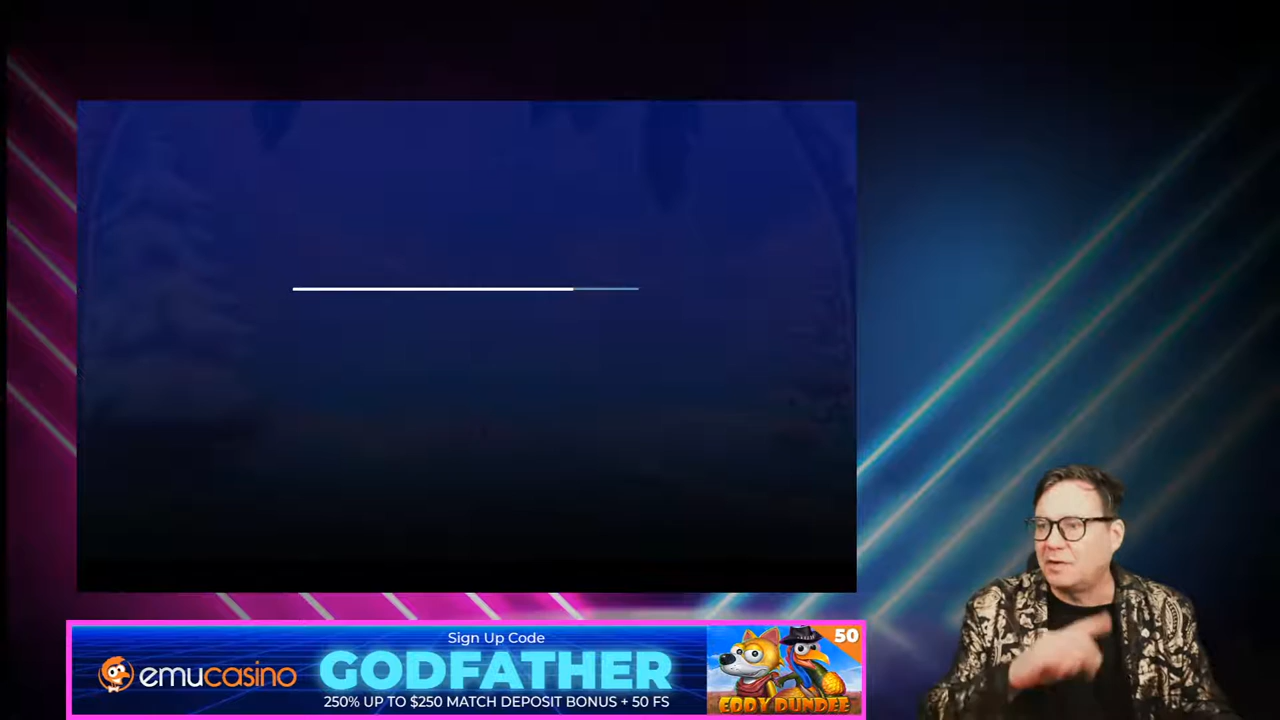 Sign Up Code
emucasino
GODFATHER
250% UP TO $250 MATCH DEPOSIT BONUS + 50 FS
50
EDDY DUNDEE